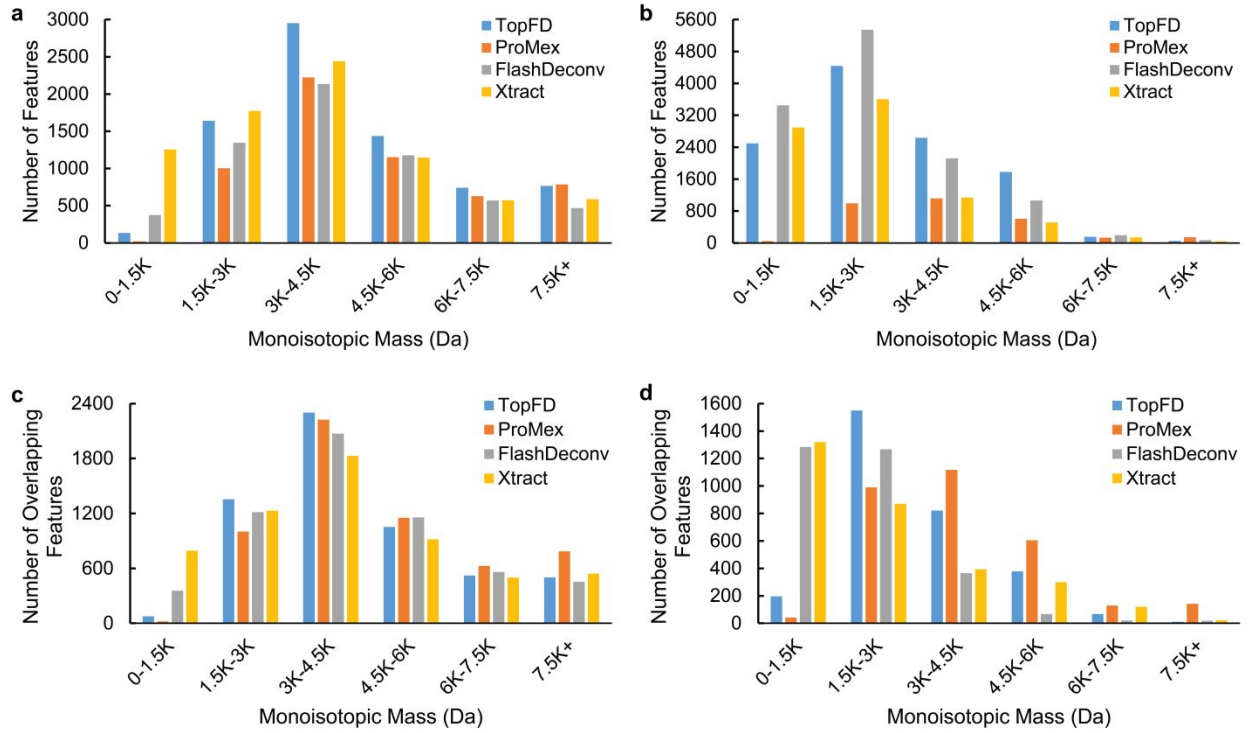 a
3000
2500
2000
1500
1000
500
0
Number of Features
TopFD
ProMex
FlashDeconv
Xtract
0-1.5K
1.5K-3K
3K-4.5K
4.5K-6K
6K-7.5K
7.5K+
Monoisotopic Mass (Da)
b
5600
4800
4000
3200
2400
1600
800
0
Number of Features
TopFD
ProMex
FlashDeconv
Xtract
0-1.5K
1.5K-3K
3K-4.5K
4.5K-6K
6K-7.5K
7.5K+
Monoisotopic Mass (Da)
c
2400
1800
1200
600
0
Number of Overlapping
Features
TopFD
ProMex
FlashDeconv
Xtract
0-1.5K
1.5K-3K
3K-4.5K
4.5K-6K
6K-7.5K
7.5K+
Monoisotopic Mass (Da)
d
1600
1400
1200
1000
800
600
400
200
0
Number of Overlapping
Features
TopFD
ProMex
FlashDeconv
Xtract
0-1.5K
1.5K-3K
3K-4.5K
4.5K-6K
6K-7.5K
7.5K+
Monoisotopic Mass (Da)